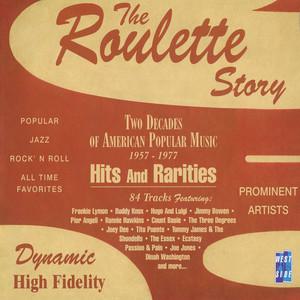 The
Roulette
Story
POPULAR
JAZZ
ROCK' N ROLL
ALL TIME
FAVORITES
TWO DECADES
OF AMERICAN POPULAR MUSIC
1957 - 1977
Hits And Rarities
84 Tracks Featuring:
Frankie Lymon • Buddy Knox • Hugo And Luigi • Jimmy Bowen •
Pier Angeli • Ronnie Hawkins • Count Basie • The Three Degrees
• Joey Dee • Tito Puente • Tommy James & The
Shondells • The Essex • Ecstasy
Passion & Pain • Joe Jones •
Dinah Washington
and more...
PROMINENT
ARTISTS
Dynamic
High Fidelity
WEST
SIDE